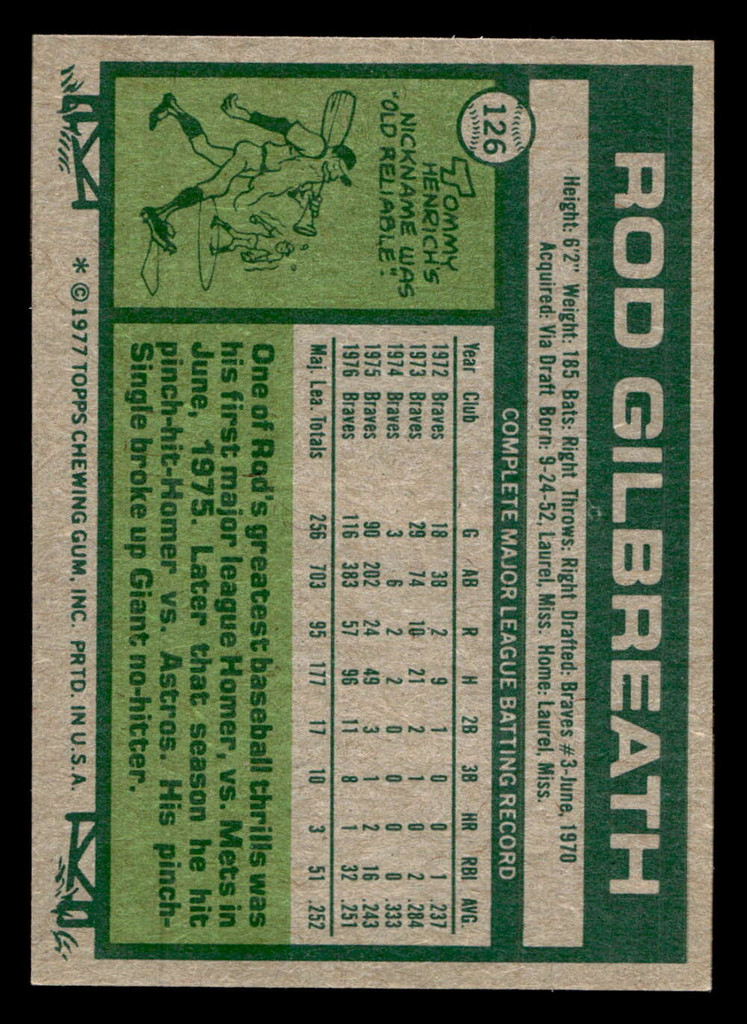 126
ROD GILBREATH
Height: 6'2" Weight: 185 Bats: Right Throws: Right Drafted: Braves #3-June, 1970
Acquired: Via Draft Born: 9-24-52, Laurel, Miss. Home: Laurel, Miss.
TOMMY
HENRICH'S
NICKNAME WAS
"OLD RELIABLE."
COMPLETE MAJOR LEAGUE BATTING RECORD
Year Club G AB R H 2B 3B HR RBI AVG.
1972 Braves 18 38 2 9 1 0 0 1 .237
1973 Braves 29 74 10 21 2 1 0 2 .284
1974 Braves 3 6 2 2 0 0 0 0 .333
1975 Braves 90 202 24 49 3 1 2 16 .243
1976 Braves 116 383 57 96 11 8 1 32 .251
Maj. Lea. Totals 256 703 95 177 17 10 3 51 .252
One of Rod's greatest baseball thrills was
his first major league Homer, vs. Mets in
June, 1975. Later that season he hit
pinch-hit-Homer vs. Astros. His pinch-
Single broke up Giant no-hitter.
* © 1977 TOPPS CHEWING GUM, INC. PRTD. IN U.S.A.